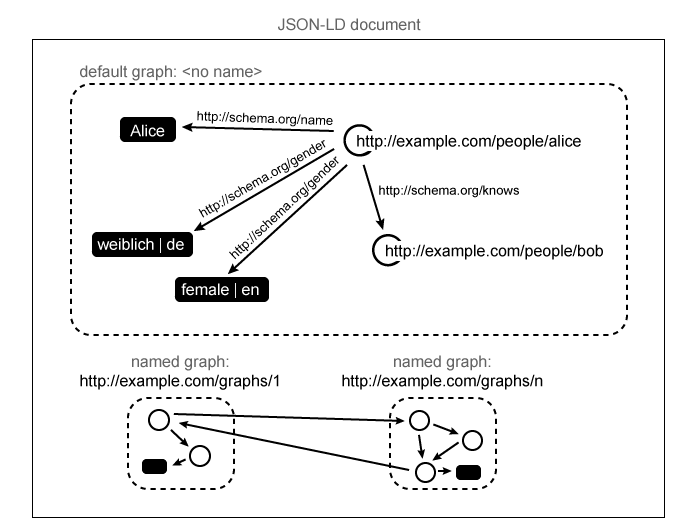 JSON-LD document
default graph: <no name>
Alice
http://schema.org/name
http://example.com/people/alice
http://schema.org/gender
http://schema.org/gender
http://schema.org/knows
weiblich | de
http://example.com/people/bob
female | en
named graph:
http://example.com/graphs/1
named graph:
http://example.com/graphs/n